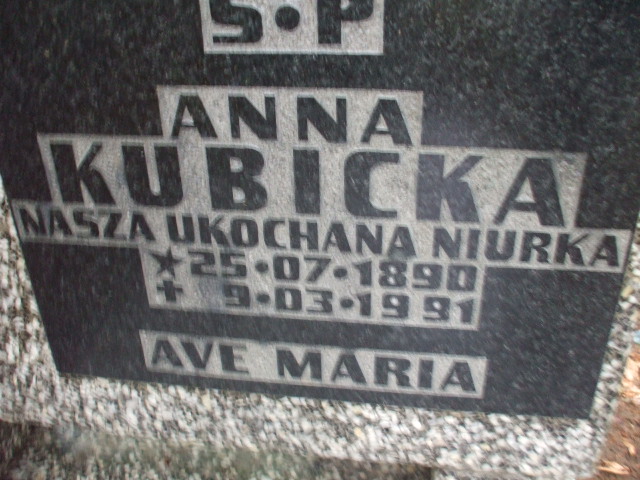 S•P
ANNA
KUBICKA
NASZA UKOCHANA NIURKA
★ 25•07•1890
+ 9•03•1991
AVE MARIA